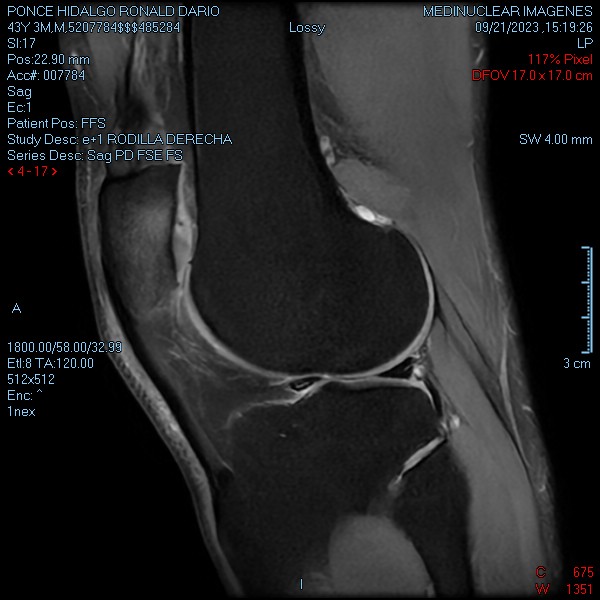 PONCE HIDALGO RONALD DARIO
43Y 3M,M,5207784$$$485284
Sl:17
Pos:22.90 mm
Acc#: 007784
Sag
Ec:1
Patient Pos: FFS
Study Desc: e+1 RODILLA DERECHA
Series Desc: Sag PD FSE FS
< 4 - 17 >
Lossy
MEDINUCLEAR IMAGENES
09/21/2023 ,15:19:26
LP
117% Pixel
DFOV 17.0 x 17.0 cm
SW 4.00 mm
A
1800.00/58.00/32.99
Etl:8 TA:120.00
512x512
Enc: ^
1nex
3 cm
I
C 675
W 1351